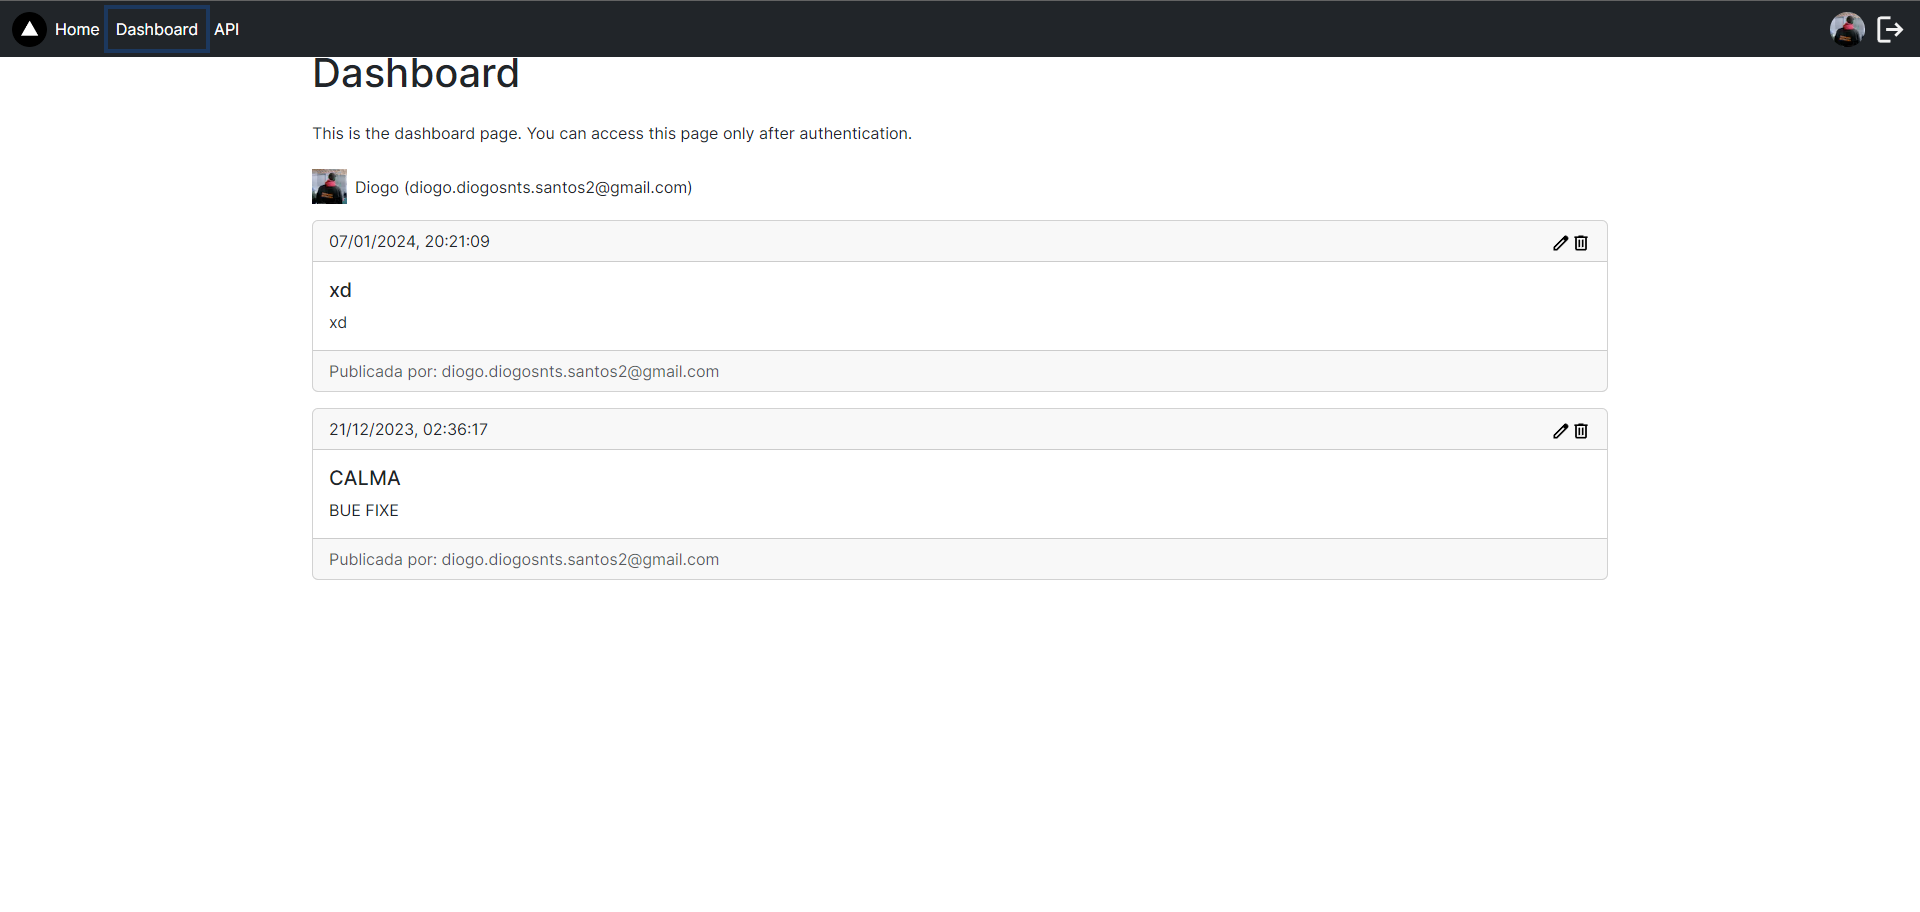 Home Dashboard API
Dashboard
This is the dashboard page. You can access this page only after authentication.
Diogo (diogo.diogosnts.santos2@gmail.com)
07/01/2024, 20:21:09
xd
xd
Publicada por: diogo.diogosnts.santos2@gmail.com
21/12/2023, 02:36:17
CALMA
BUE FIXE
Publicada por: diogo.diogosnts.santos2@gmail.com